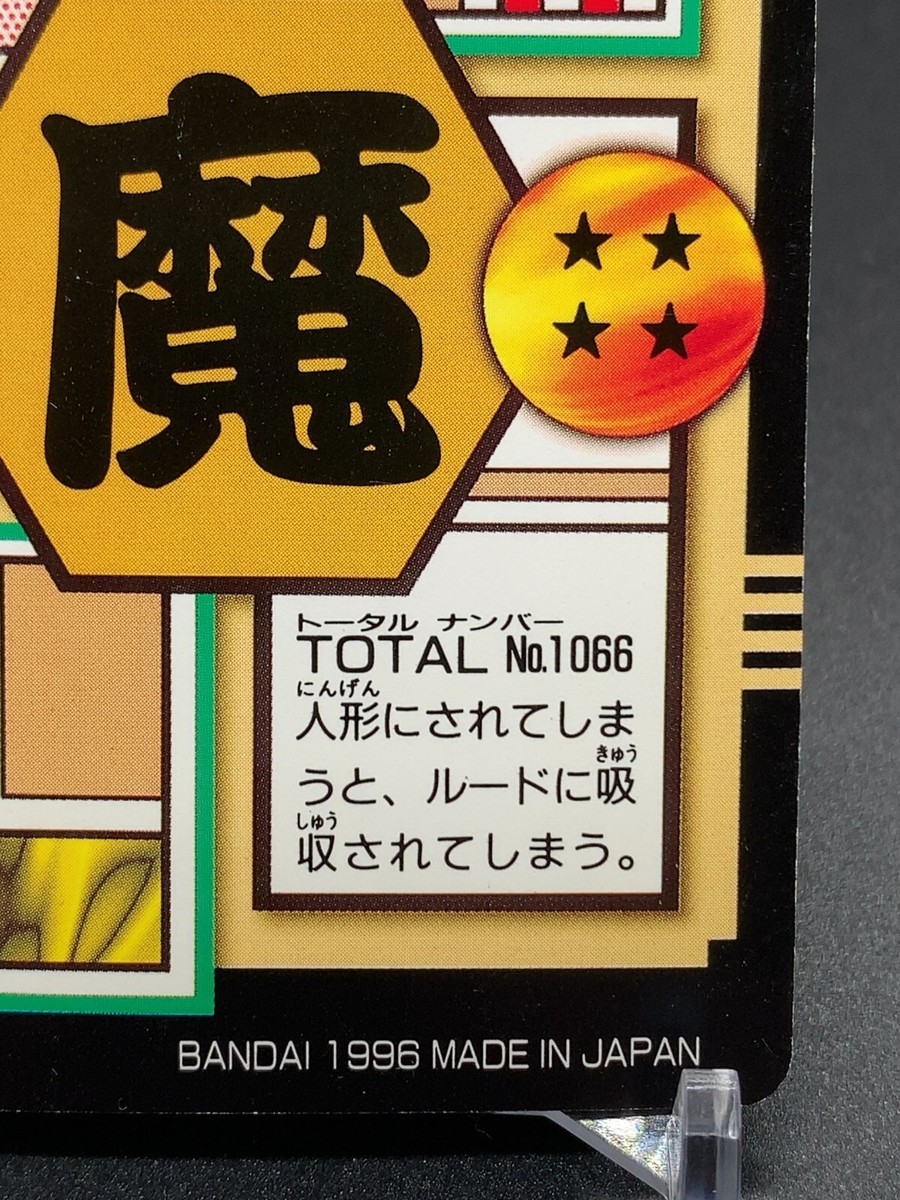 魔
トータル ナンバー
TOTAL No.1066
にんげん
人形にされてしま
きゅう
うと、ルードに吸
しゅう
収されてしまう。
BANDAI 1996 MADE IN JAPAN